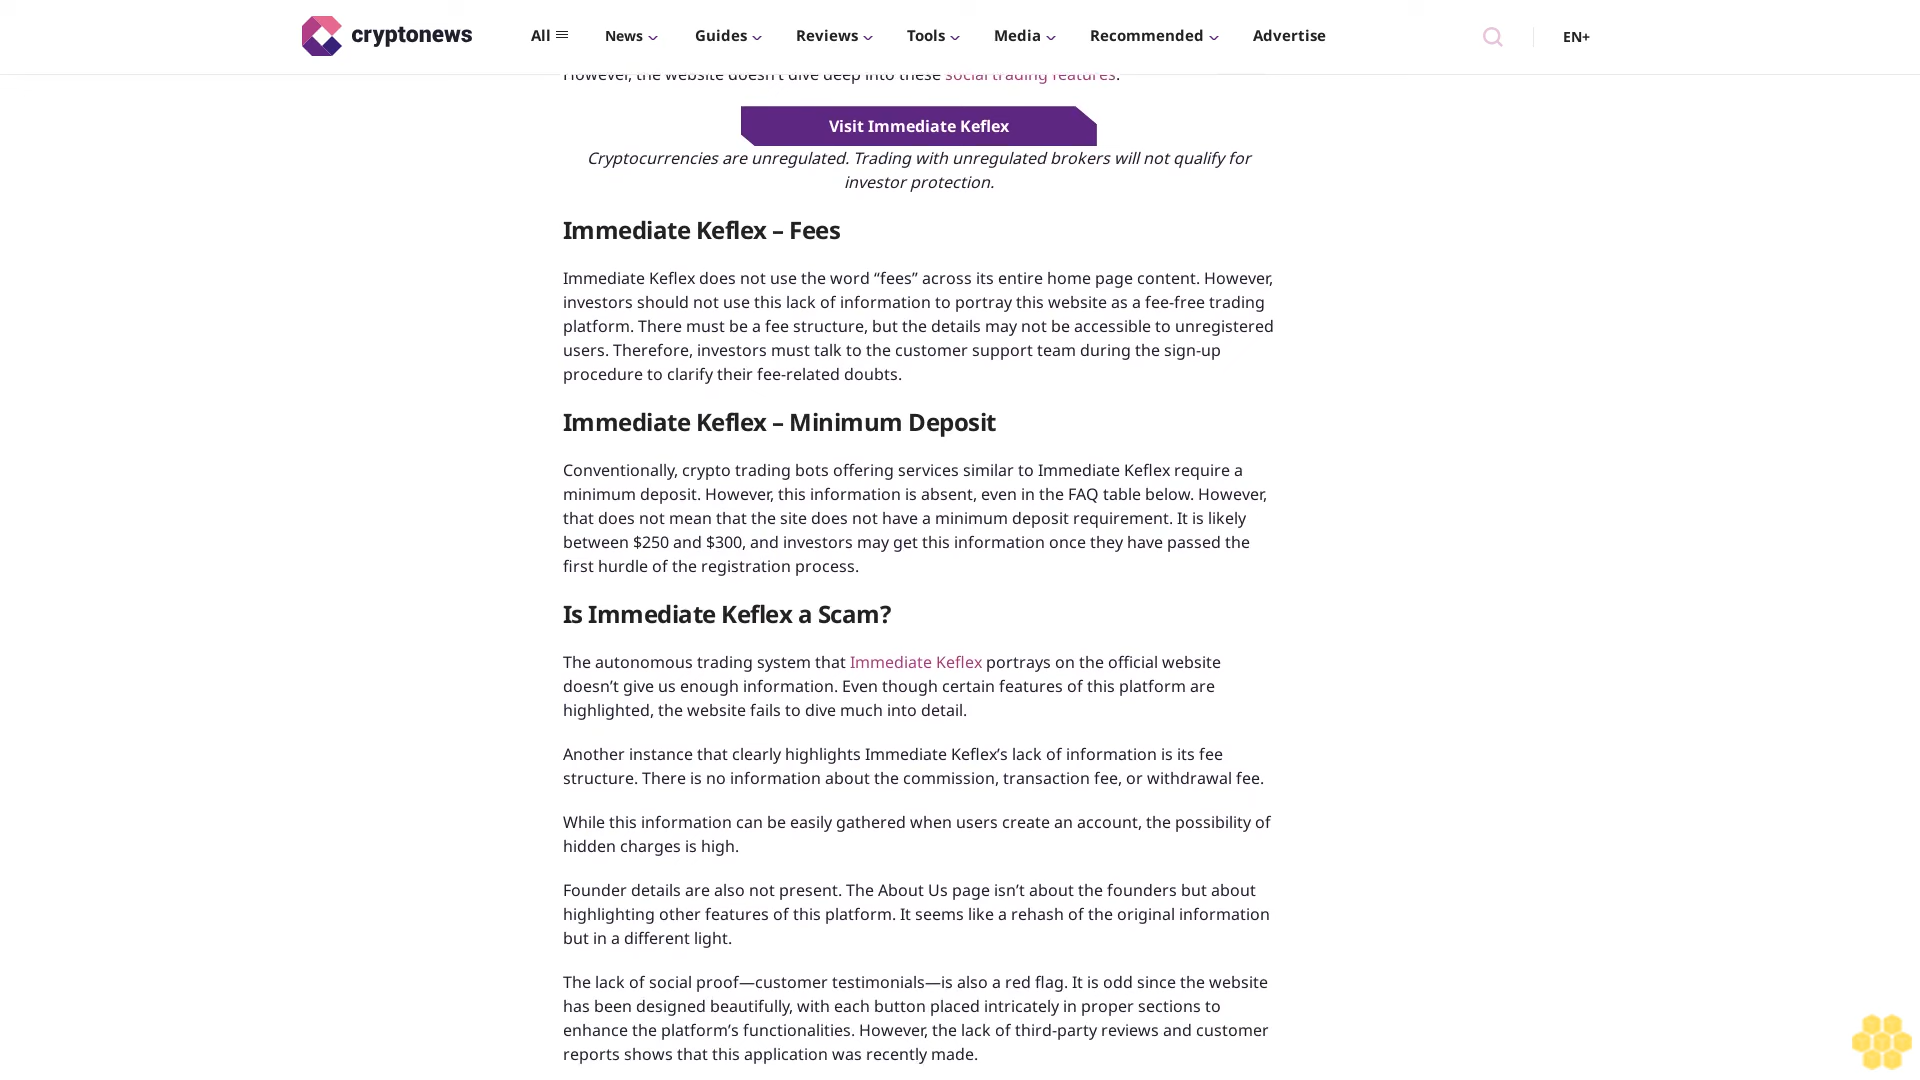 cryptonews
All
News
Guides
Reviews
Tools
Media
Recommended
Advertise
EN+
However, the website doesn't dive deep into these social trading features.
Visit Immediate Keflex
Cryptocurrencies are unregulated. Trading with unregulated brokers will not qualify for
investor protection.
Immediate Keflex – Fees
Immediate Keflex does not use the word “fees” across its entire home page content. However,
investors should not use this lack of information to portray this website as a fee-free trading
platform. There must be a fee structure, but the details may not be accessible to unregistered
users. Therefore, investors must talk to the customer support team during the sign-up
procedure to clarify their fee-related doubts.
Immediate Keflex – Minimum Deposit
Conventionally, crypto trading bots offering services similar to Immediate Keflex require a
minimum deposit. However, this information is absent, even in the FAQ table below. However,
that does not mean that the site does not have a minimum deposit requirement. It is likely
between $250 and $300, and investors may get this information once they have passed the
first hurdle of the registration process.
Is Immediate Keflex a Scam?
The autonomous trading system that Immediate Keflex portrays on the official website
doesn’t give us enough information. Even though certain features of this platform are
highlighted, the website fails to dive much into detail.
Another instance that clearly highlights Immediate Keflex’s lack of information is its fee
structure. There is no information about the commission, transaction fee, or withdrawal fee.
While this information can be easily gathered when users create an account, the possibility of
hidden charges is high.
Founder details are also not present. The About Us page isn’t about the founders but about
highlighting other features of this platform. It seems like a rehash of the original information
but in a different light.
The lack of social proof—customer testimonials—is also a red flag. It is odd since the website
has been designed beautifully, with each button placed intricately in proper sections to
enhance the platform’s functionalities. However, the lack of third-party reviews and customer
reports shows that this application was recently made.